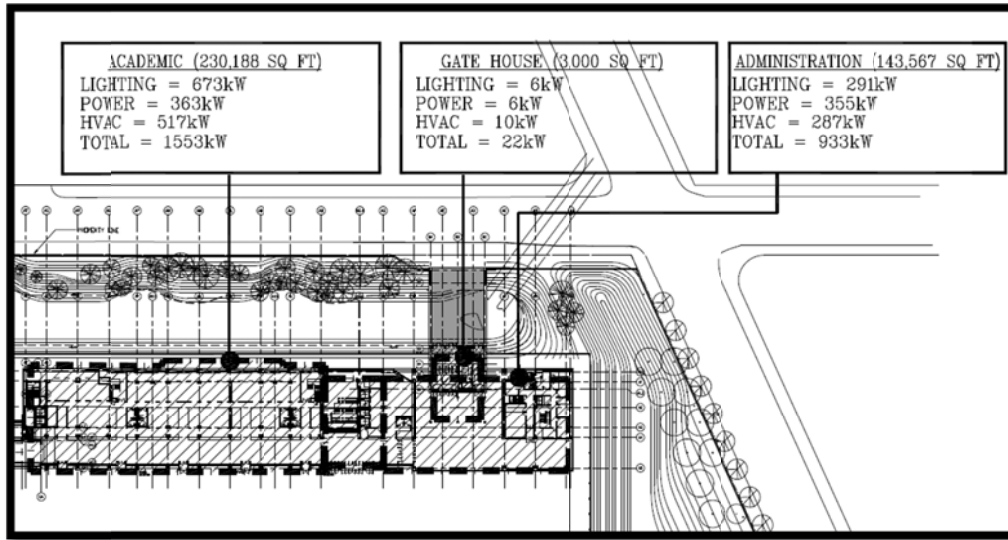 ACADEMIC (230,188 SQ FT)
LIGHTING = 673kW
POWER = 363kW
HVAC = 517kW
TOTAL = 1553kW
GATE HOUSE (3,000 SQ FT)
LIGHTING = 6kW
POWER = 6kW
HVAC = 10kW
TOTAL = 22kW
ADMINISTRATION (143,567 SQ FT)
LIGHTING = 291kW
POWER = 355kW
HVAC = 287kW
TOTAL = 933kW
PROPERTY LINE